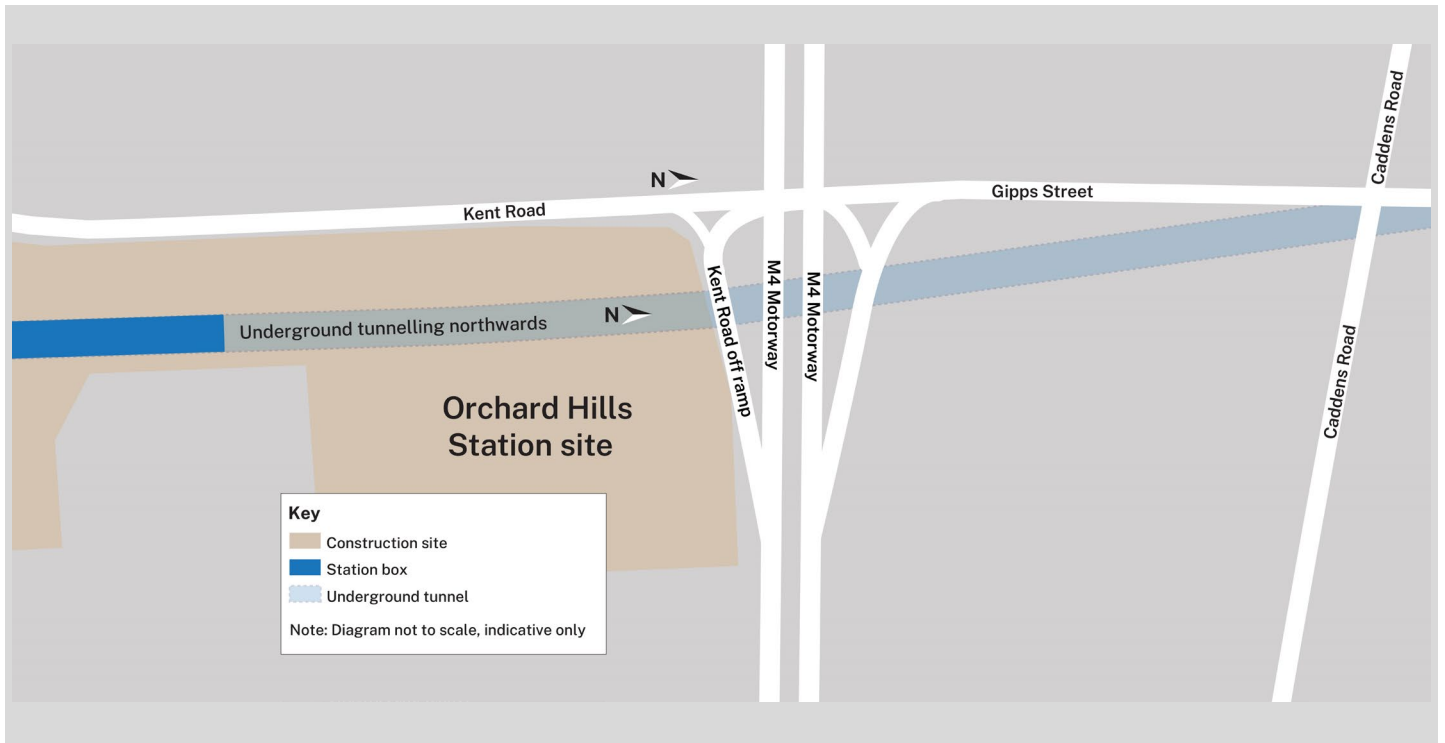 Caddens Road
N
Kent Road
Gipps Street
N
Underground tunnelling northwards
Kent Road off ramp
M4 Motorway
M4 Motorway
Caddens Road
Orchard Hills
Station site
Key
Construction site
Station box
Underground tunnel
Note: Diagram not to scale, indicative only